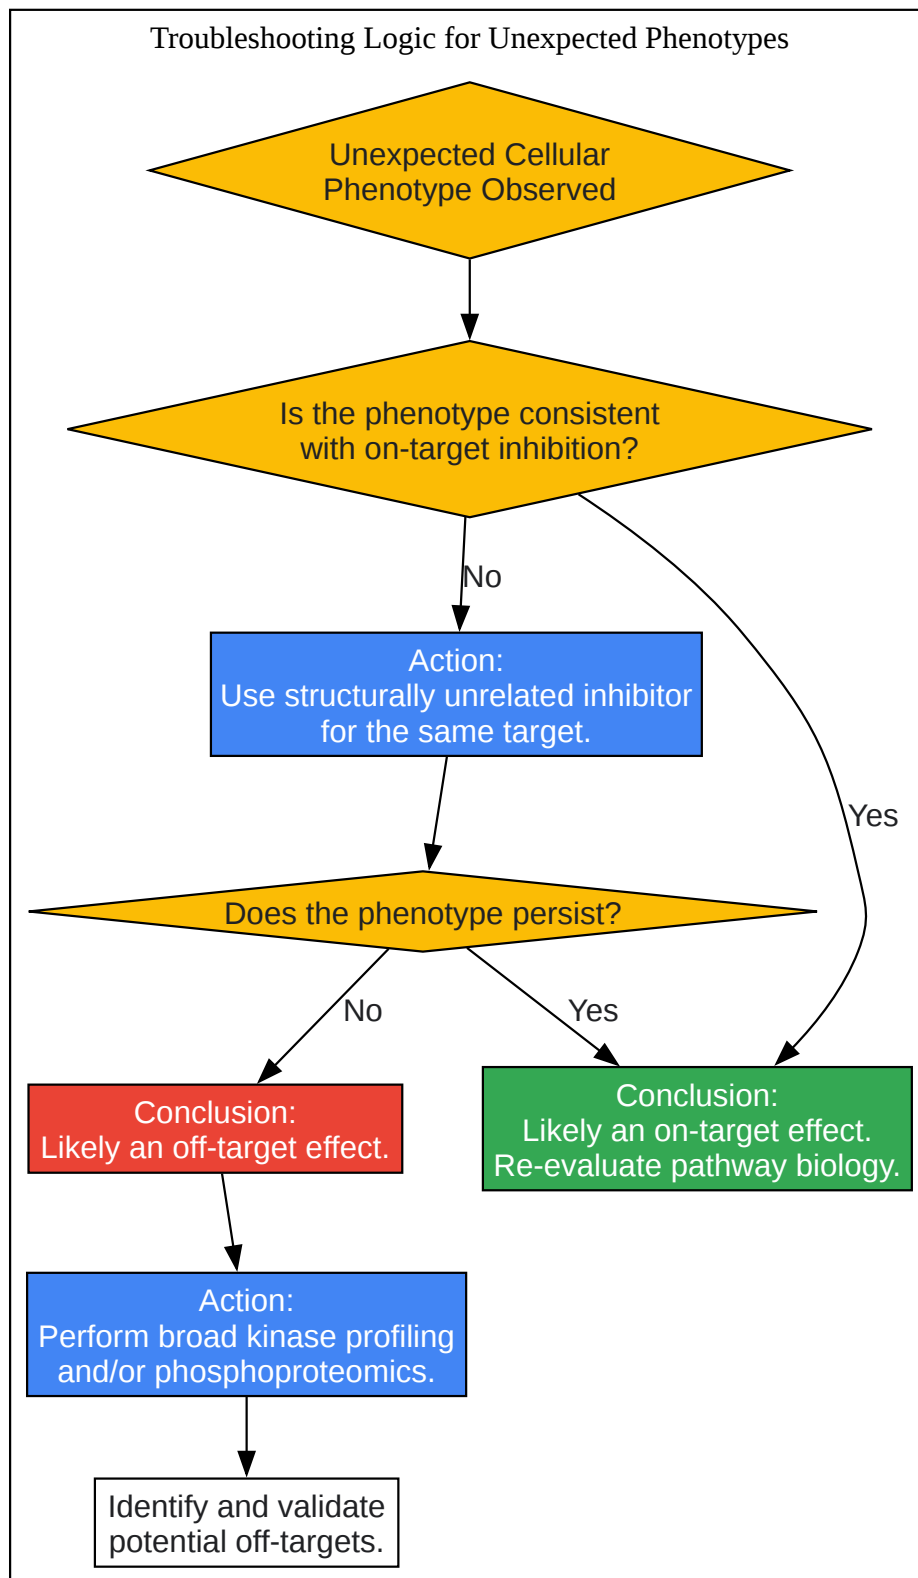 Troubleshooting Logic for Unexpected Phenotypes
Unexpected Cellular
Phenotype Observed
Is the phenotype consistent
with on-target inhibition?
No
Action:
Use structurally unrelated inhibitor
for the same target.
Yes
Does the phenotype persist?
No
Yes
Conclusion:
Likely an off-target effect.
Conclusion:
Likely an on-target effect.
Re-evaluate pathway biology.
Action:
Perform broad kinase profiling
and/or phosphoproteomics.
Identify and validate
potential off-targets.